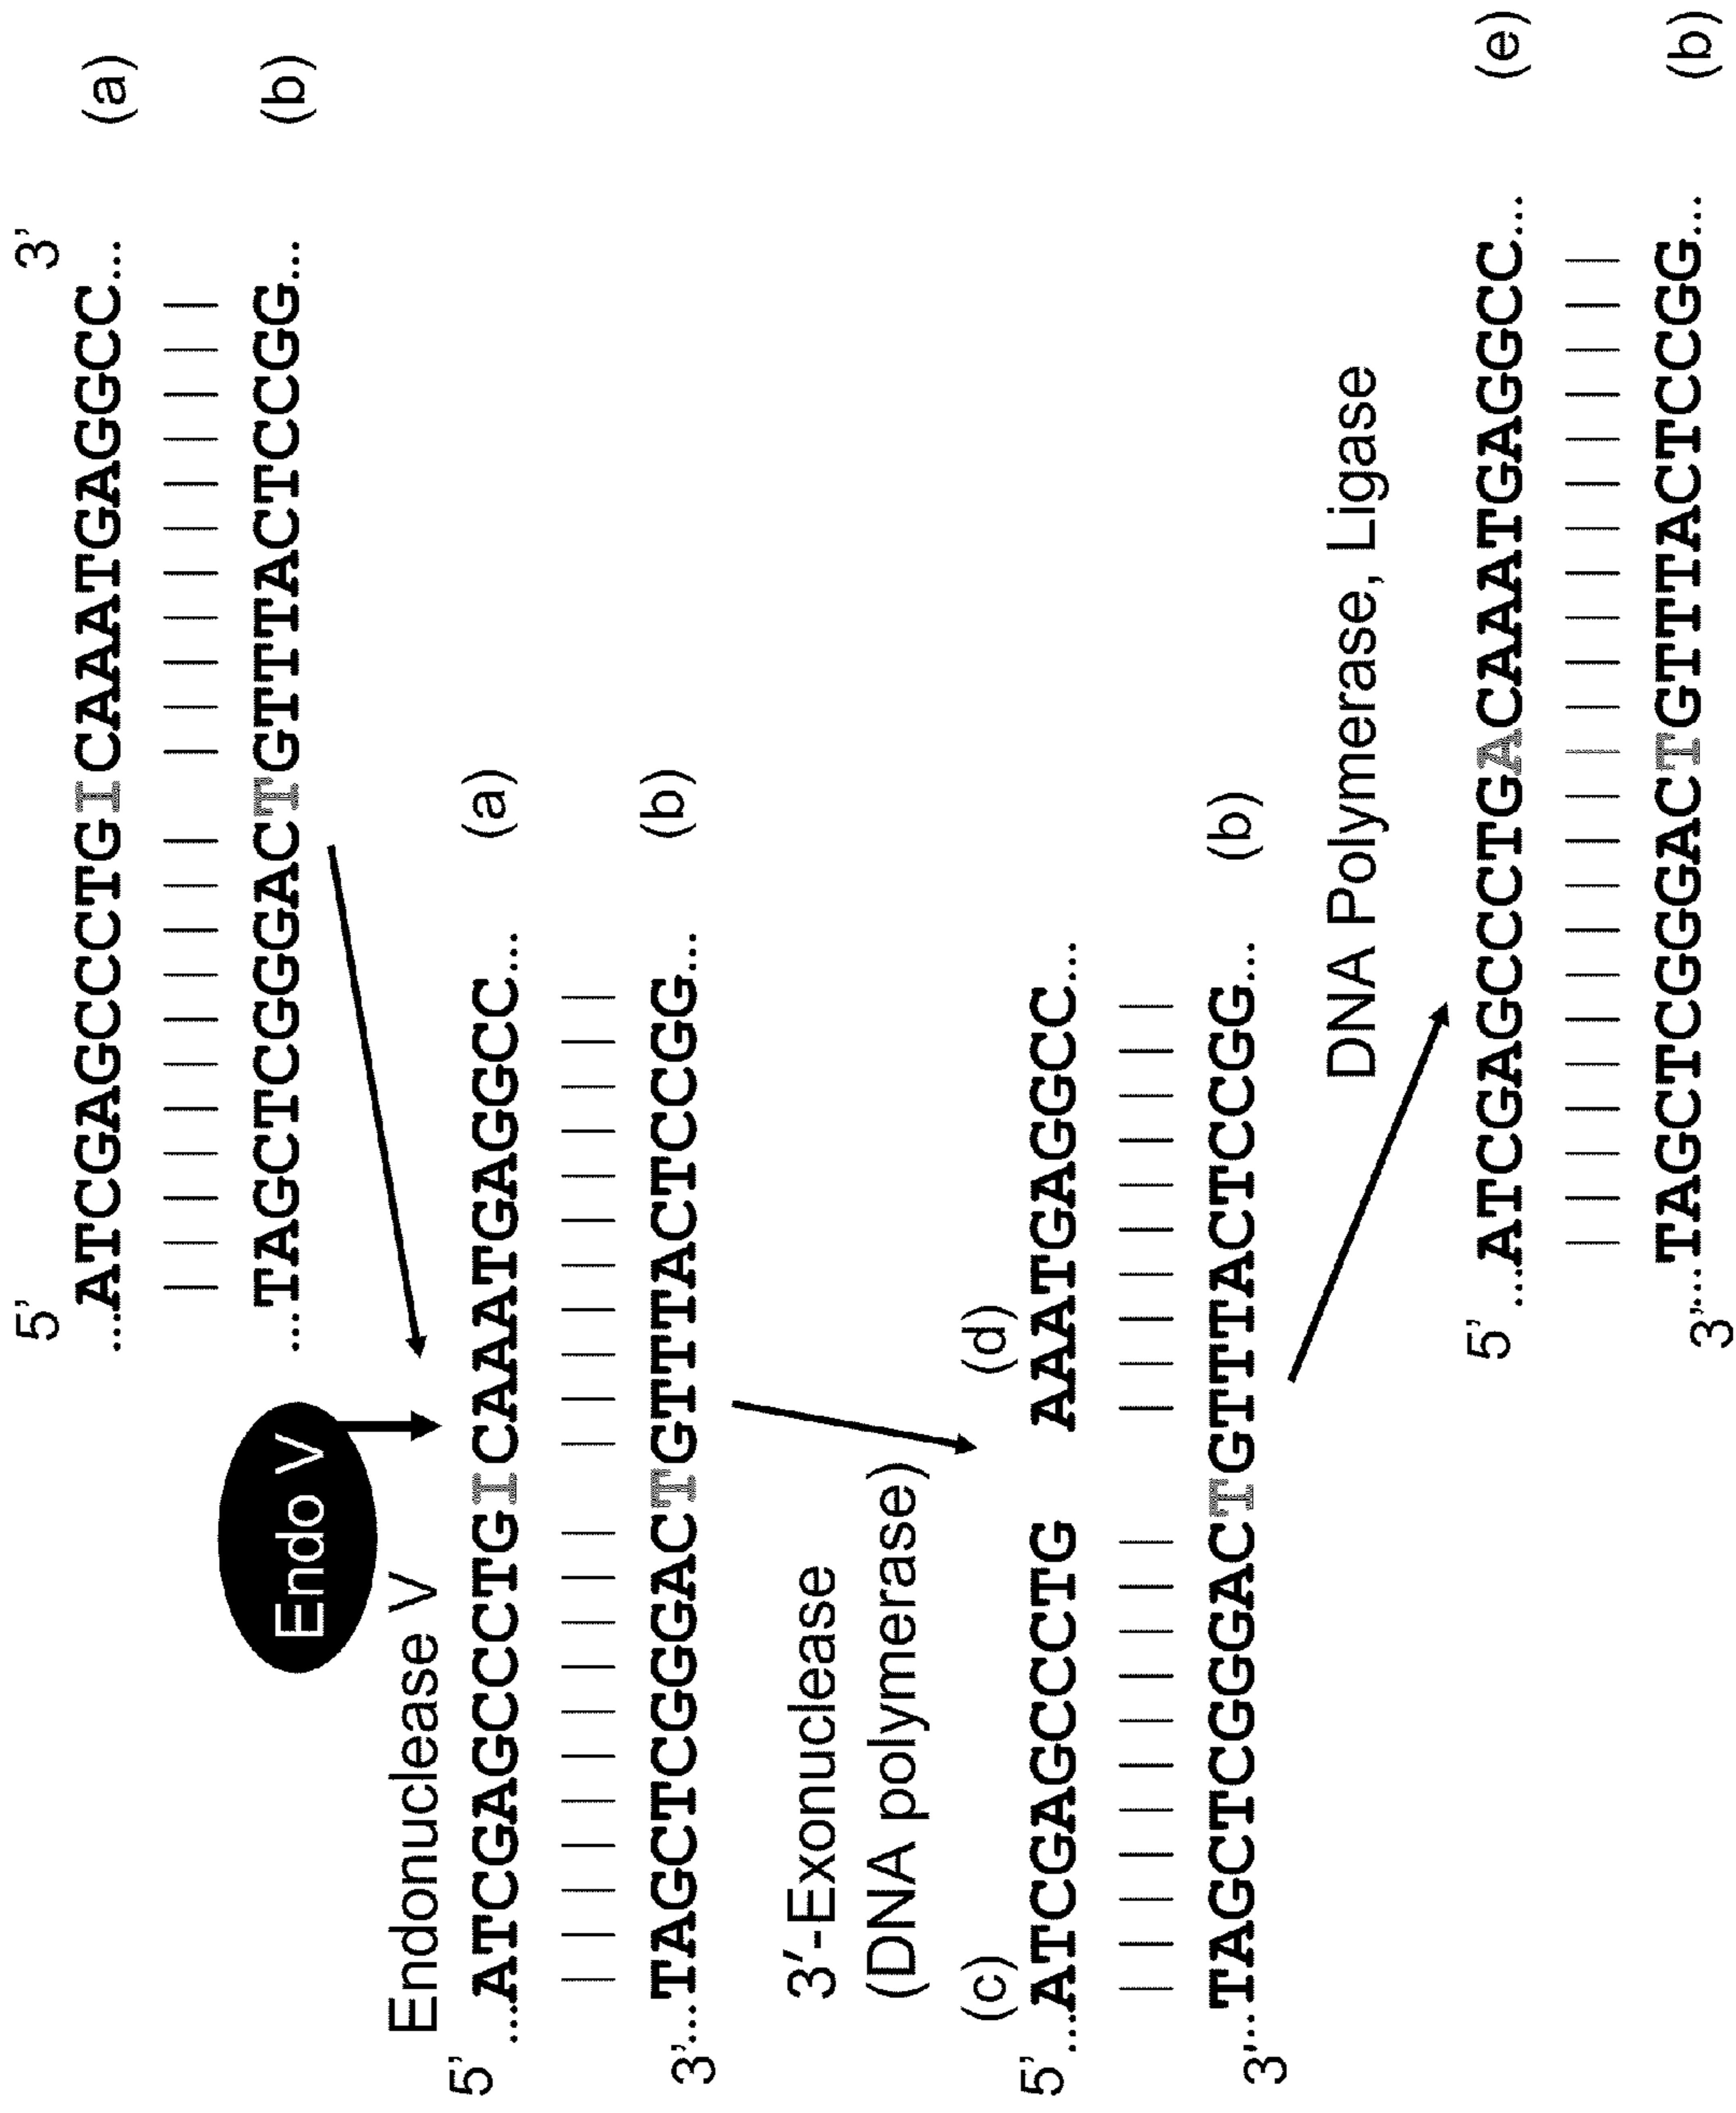 5' 3'
....ATCGAGCCCTGICAAATGAGGCC... (a)
...TAGCTCGGGACTGTTTACTCCGG... (b)
Endo V
Endonuclease V
5' ....ATCGAGCCCTGICAAATGAGGCC... (a)
3'....TAGCTCGGGACTGTTTACTCCGG... (b)
3'-Exonuclease
(DNA polymerase)
(c) (d)
5' ...ATCGAGCCCTG AAATGAGGCC...
3'...TAGCTCGGGACTGTTTACTCCGG... (b)
DNA Polymerase, Ligase
5' ....ATCGAGCCCTGACAAATGAGGCC... (e)
3'....TAGCTCGGGACTGTTTACTCCGG... (b)